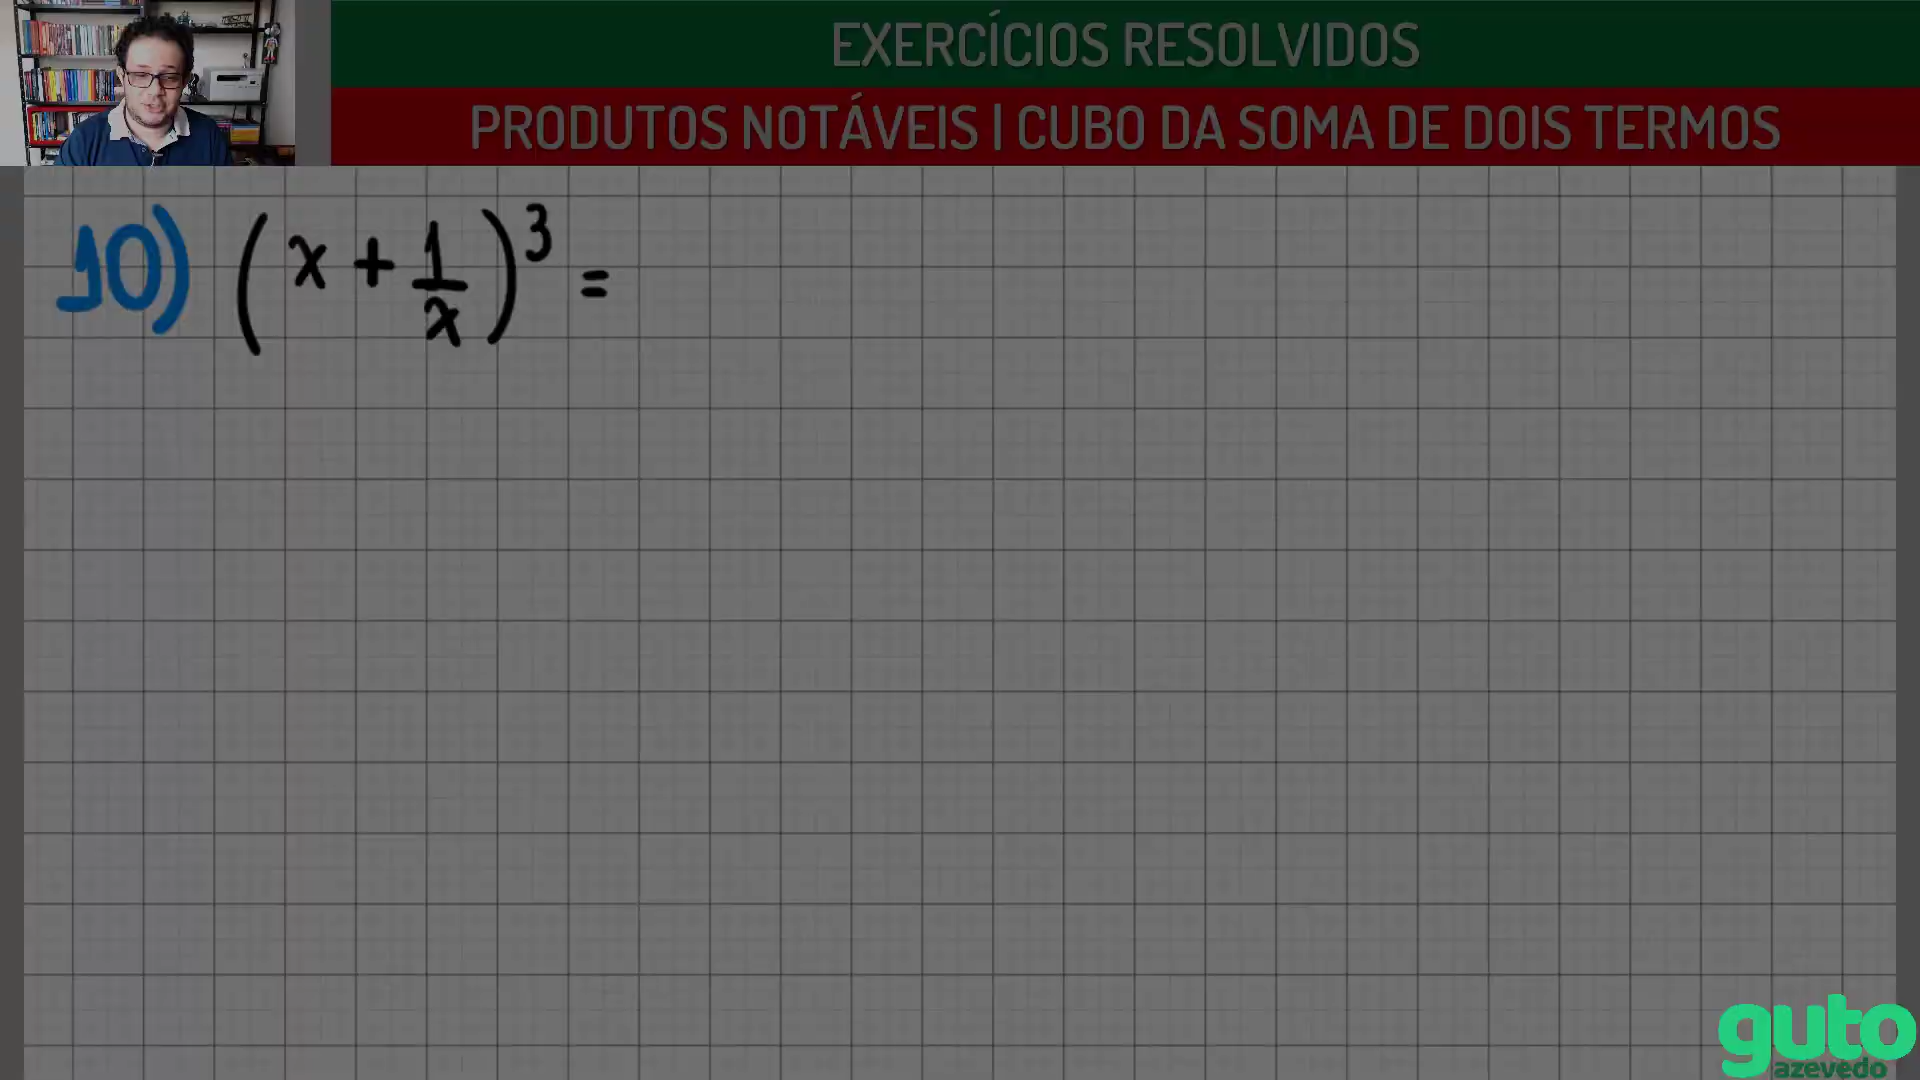 EXERCÍCIOS RESOLVIDOS
PRODUTOS NOTÁVEIS | CUBO DA SOMA DE DOIS TERMOS
10) (x + 1/x)³ =
guto
azevedo